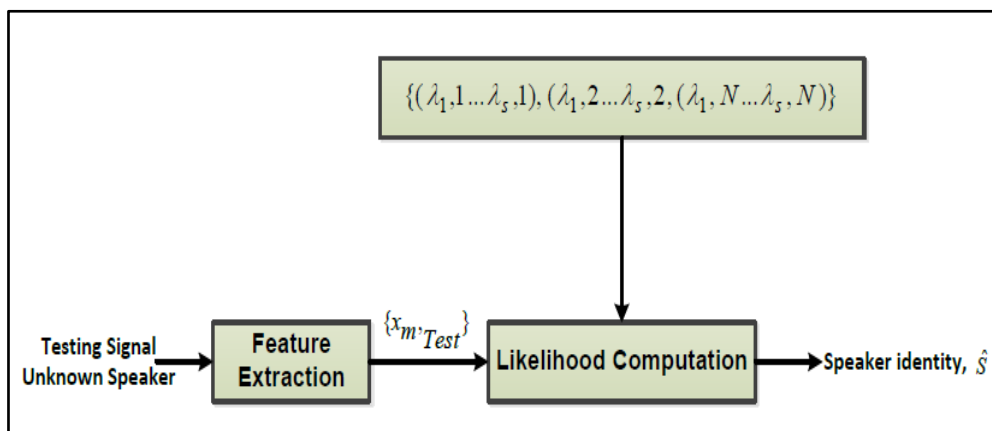 {(λ₁,1...λₛ,1),(λ₁,2...λₛ,2,(λ₁,N...λₛ,N)}
Testing Signal
Unknown Speaker
Feature
Extraction
{xₘ,Test}
Likelihood Computation
Speaker identity, ŝ